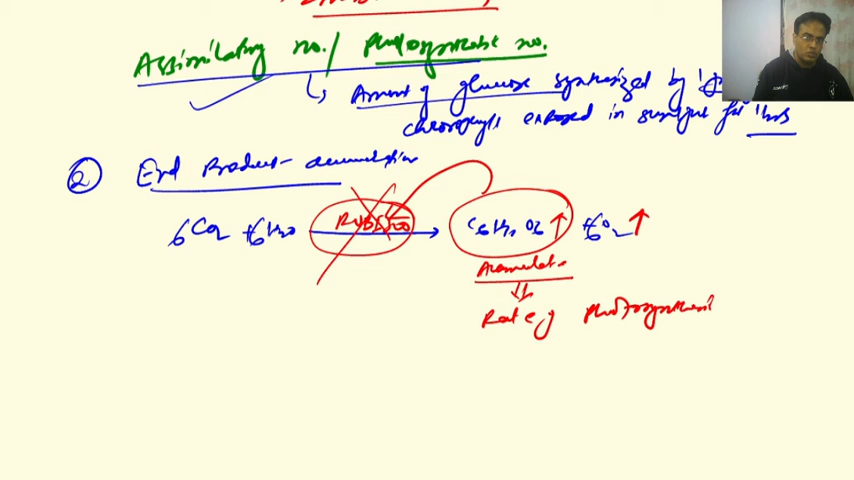 Assimilating no./ photosynthetic no.
Amount of glucose synthesized by 1g
chlorophyll exposed in sunlight for 1hrs
② End Product accumulation
6CO2 +6H2O RUBISCO C6H12O6 ↑ +6O2 ↑
Accumulate
Rate of photosynthesis